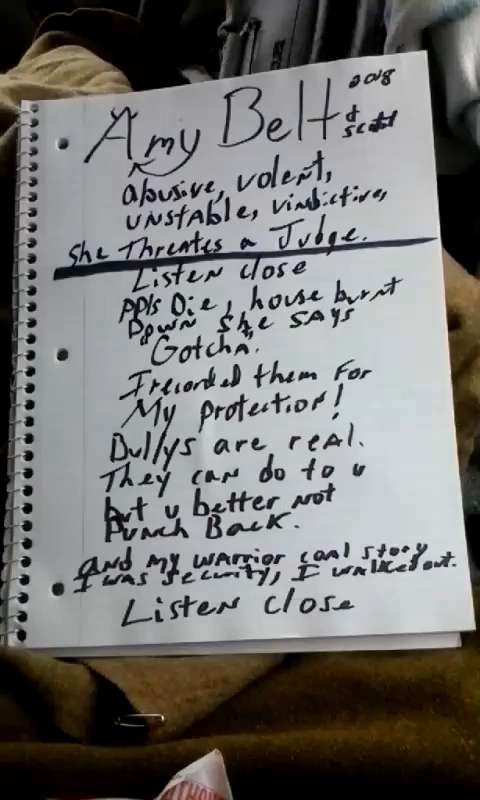 2018
Amy Belt
&
Scott
abusive, volent,
UNSTABLE, vindictive,
She Threates a Judge.
Listen close
ppls Die, house burnt
Down She says
"Gotcha.
I recorded them For
My protection!
Bullys are real.
They can do to u
but u better not
Punch Back.
and my warrior coal story
I was security, I walked out.
Listen close